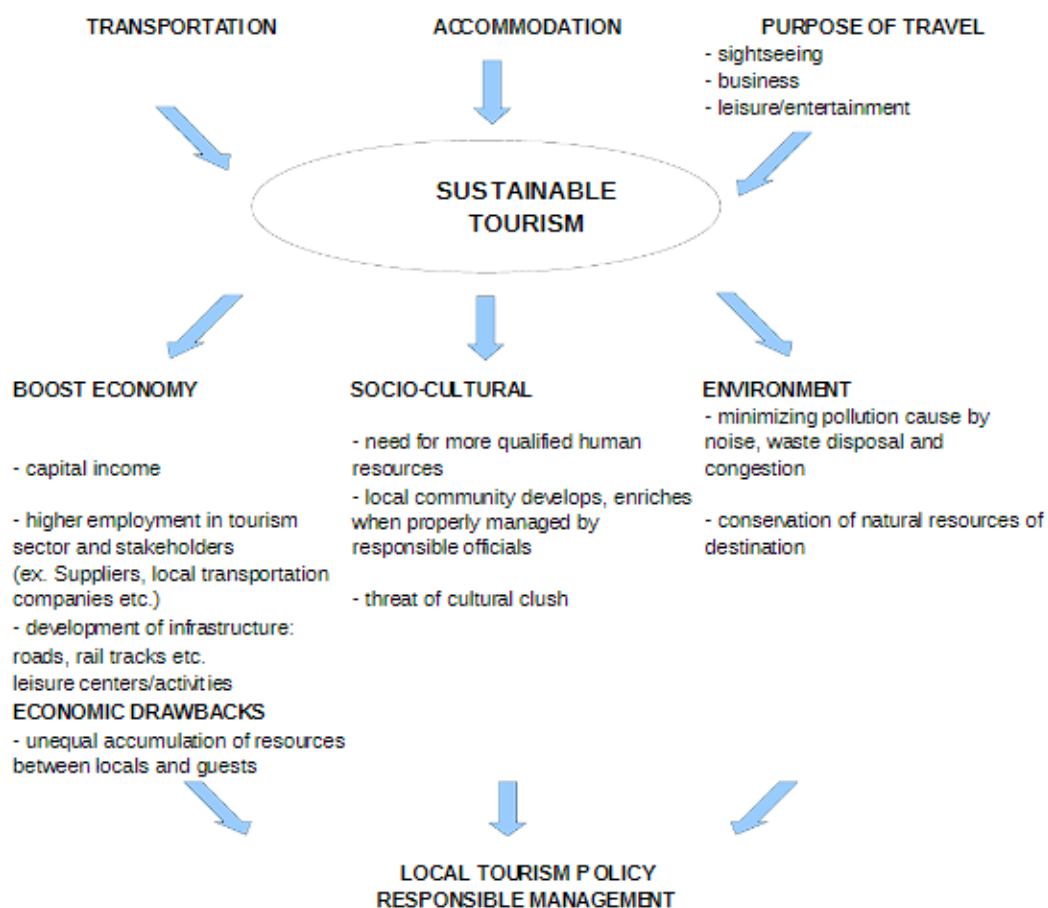 TRANSPORTATION
ACCOMMODATION
PURPOSE OF TRAVEL
- sightseeing
- business
- leisure/entertainment
SUSTAINABLE
TOURISM
BOOST ECONOMY
- capital income
- higher employment in tourism
sector and stakeholders
(ex. Suppliers, local transportation
companies etc.)
- development of infrastructure:
roads, rail tracks etc.
leisure centers/activities
ECONOMIC DRAWBACKS
- unequal accumulation of resources
between locals and guests
SOCIO-CULTURAL
- need for more qualified human
resources
- local community develops, enriches
when properly managed by
responsible officials
- threat of cultural clush
ENVIRONMENT
- minimizing pollution cause by
noise, waste disposal and
congestion
- conservation of natural resources of
destination
LOCAL TOURISM POLICY
RESPONSIBLE MANAGEMENT